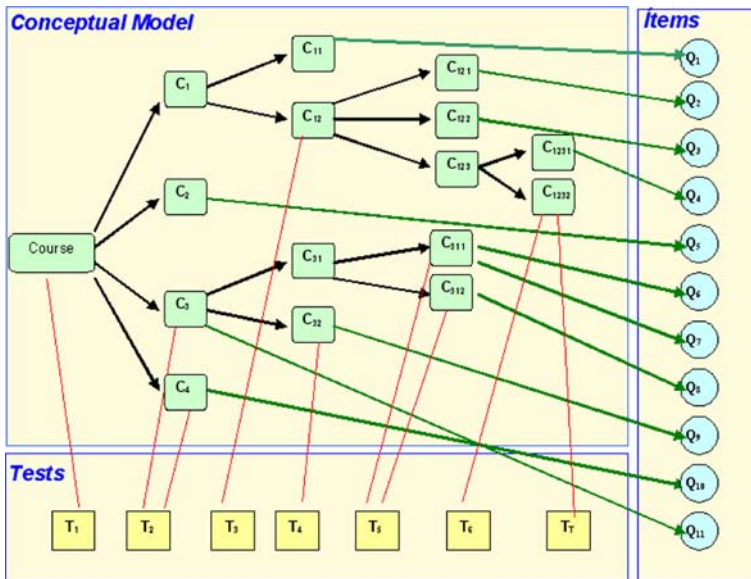 Conceptual Model
Ítems
C11
Q1
C1
C121
Q2
C12
C122
Q3
C123
C1231
Q4
C2
C1232
Q5
Course
C31
C311
Q6
C3
C312
Q7
C32
Q8
C4
Q9
Tests
Q10
T1
T2
T3
T4
T5
T6
T7
Q11